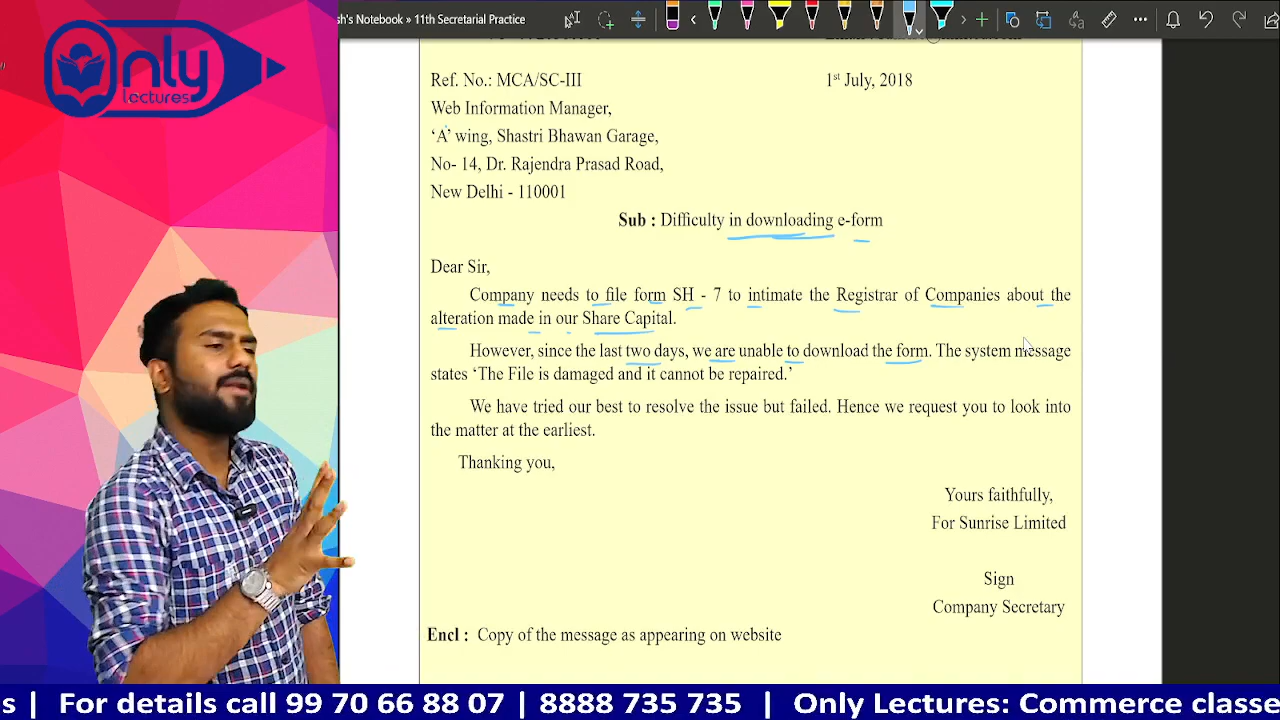 sh's Notebook » 11th Secretarial Practice
Only
lectures
Ref. No.: MCA/SC-III 1st July, 2018
Web Information Manager,
‘A’ wing, Shastri Bhawan Garage,
No- 14, Dr. Rajendra Prasad Road,
New Delhi - 110001
Sub : Difficulty in downloading e-form
Dear Sir,
Company needs to file form SH - 7 to intimate the Registrar of Companies about the
alteration made in our Share Capital.
However, since the last two days, we are unable to download the form. The system message
states ‘The File is damaged and it cannot be repaired.’
We have tried our best to resolve the issue but failed. Hence we request you to look into
the matter at the earliest.
Thanking you,
Yours faithfully,
For Sunrise Limited
Sign
Company Secretary
Encl : Copy of the message as appearing on website
s | For details call 99 70 66 88 07 | 8888 735 735 | Only Lectures: Commerce classe